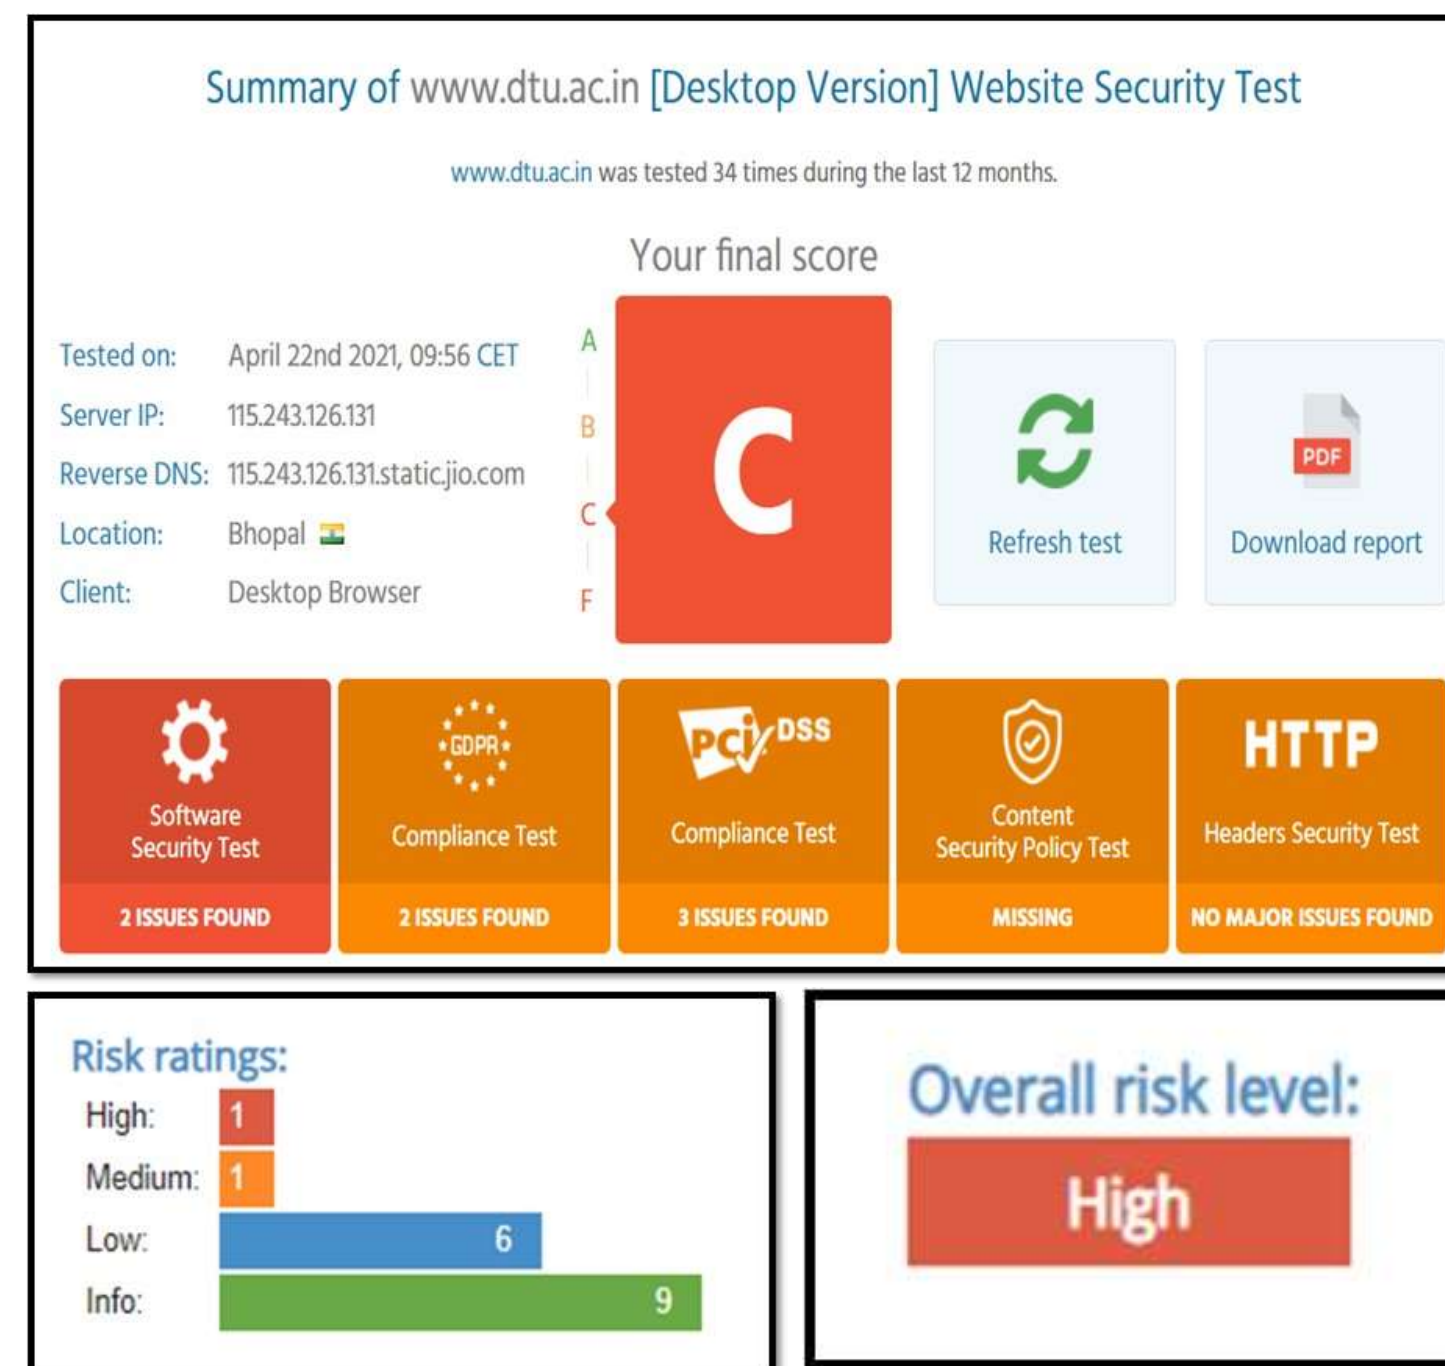 Summary of www.dtu.ac.in [Desktop Version] Website Security Test
www.dtu.ac.in was tested 34 times during the last 12 months.
Your final score
Tested on: April 22nd 2021, 09:56 CET
Server IP: 115.243.126.131
Reverse DNS: 115.243.126.131.static.jio.com
Location: Bhopal
Client: Desktop Browser
A
B
C
F
C
Refresh test
PDF
Download report
Software
Security Test
2 ISSUES FOUND
GDPR
Compliance Test
2 ISSUES FOUND
PCI DSS
Compliance Test
3 ISSUES FOUND
Content
Security Policy Test
MISSING
HTTP
Headers Security Test
NO MAJOR ISSUES FOUND
Risk ratings:
High: 1
Medium: 1
Low: 6
Info: 9
Overall risk level:
High